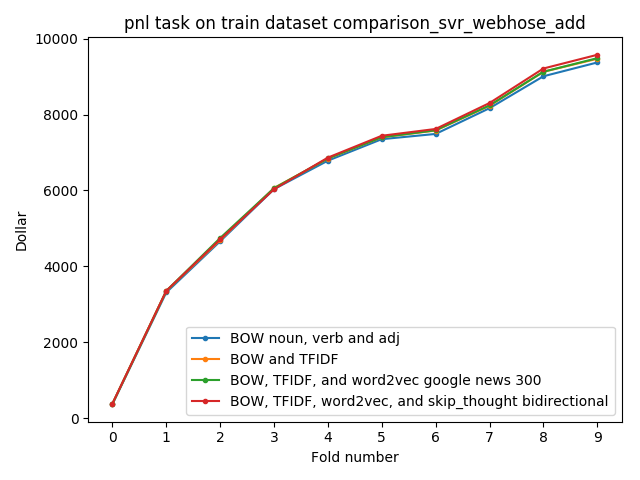 pnl task on train dataset comparison_svr_webhose_add
10000
8000
6000
4000
2000
0
Dollar
BOW noun, verb and adj
BOW and TFIDF
BOW, TFIDF, and word2vec google news 300
BOW, TFIDF, word2vec, and skip_thought bidirectional
0 1 2 3 4 5 6 7 8 9
Fold number